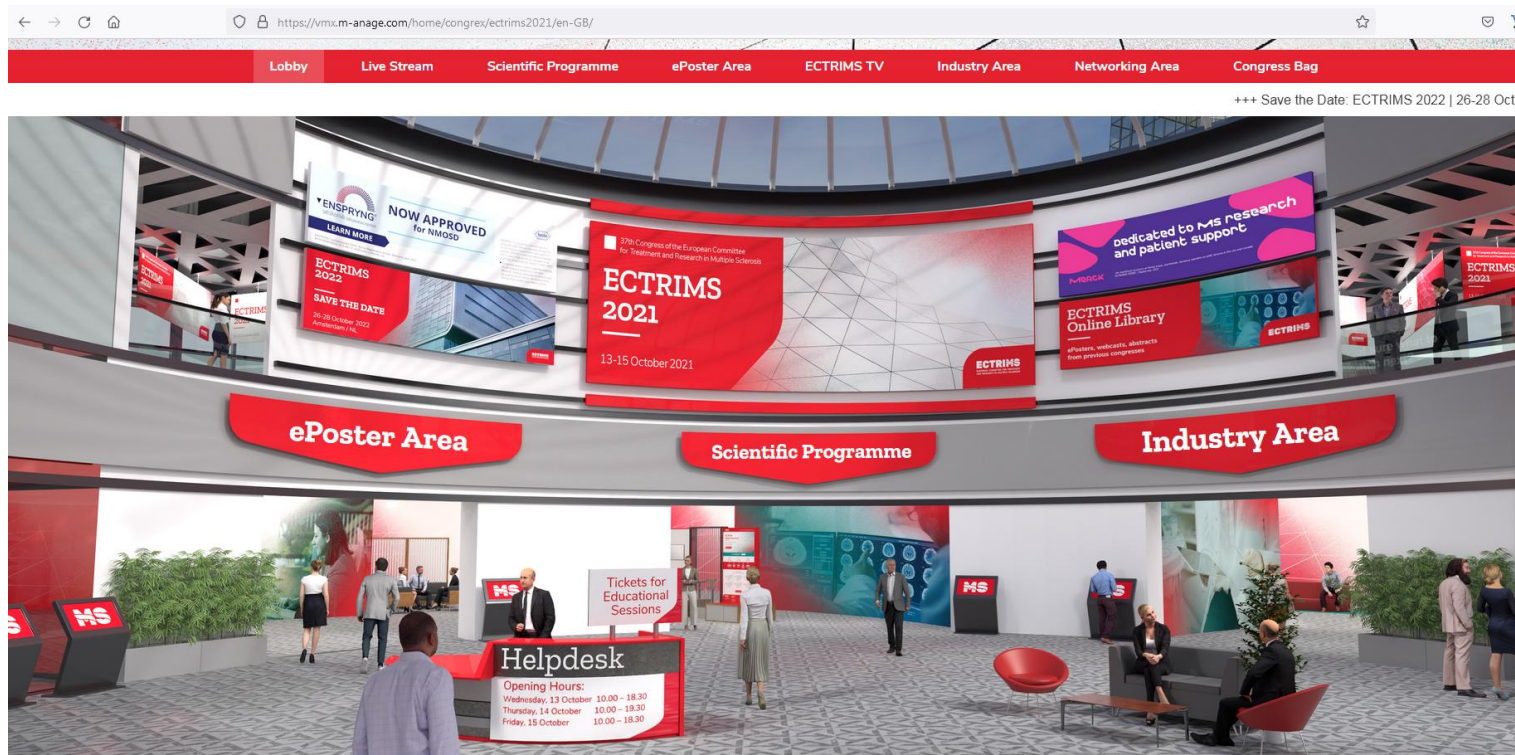 https://vmx.m-anage.com/home/congrex/ectrims2021/en-GB/
Lobby Live Stream Scientific Programme ePoster Area ECTRIMS TV Industry Area Networking Area Congress Bag
+++ Save the Date: ECTRIMS 2022 | 26-28 Oct
ENSPRYNG
LEARN MORE
NOW APPROVED
for NMOSD
Roche
ECTRIMS
2022
SAVE THE DATE
26-28 October 2022
Amsterdam / NL
37th Congress of the European Committee
for Treatment and Research in Multiple Sclerosis
ECTRIMS
2021
13-15 October 2021
ECTRIMS
Dedicated to MS research
and patient support
MERCK
ECTRIMS
Online Library
ePosters, webcasts, abstracts
from previous congresses
ECTRIMS
ECTRIMS
2021
ECTRIMS
ePoster Area
Scientific Programme
Industry Area
MS
MS
MS
Tickets for
Educational
Sessions
Helpdesk
Opening Hours:
Wednesday, 13 October 10.00 – 18.30
Thursday, 14 October 10.00 – 19.30
Friday, 15 October 10.00 – 18.30